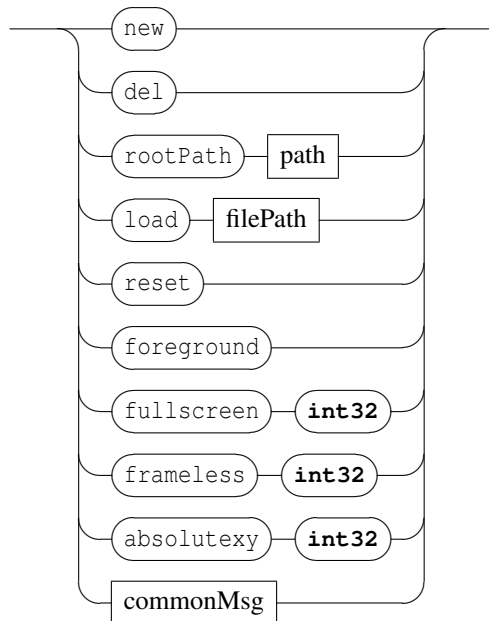 new
del
rootPath path
load filePath
reset
foreground
fullscreen int32
frameless int32
absolutexy int32
commonMsg